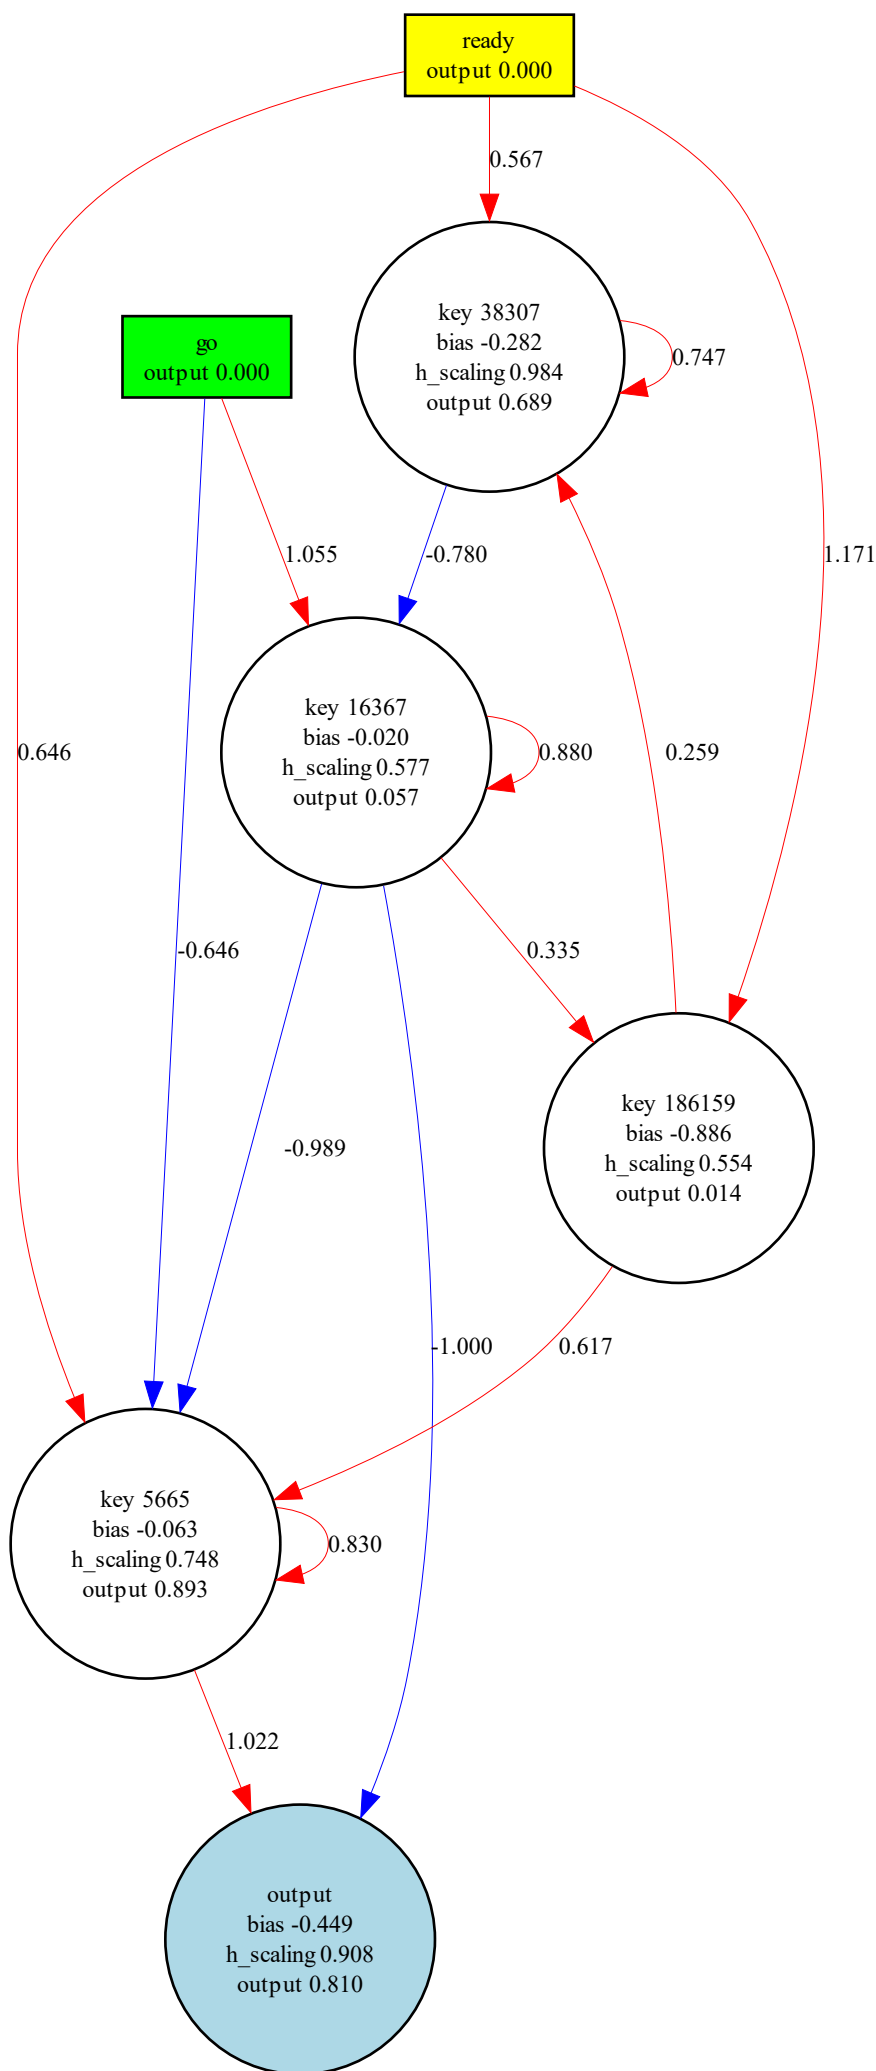 ready
output 0.000
0.567
go
output 0.000
key 38307
bias -0.282
h_scaling 0.984
output 0.689
0.747
1.055
-0.780
1.171
key 16367
bias -0.020
h_scaling 0.577
output 0.057
0.646
0.880
0.259
-0.646
0.335
key 186159
bias -0.886
h_scaling 0.554
output 0.014
-0.989
-1.000
0.617
key 5665
bias -0.063
h_scaling 0.748
output 0.893
0.830
1.022
output
bias -0.449
h_scaling 0.908
output 0.810